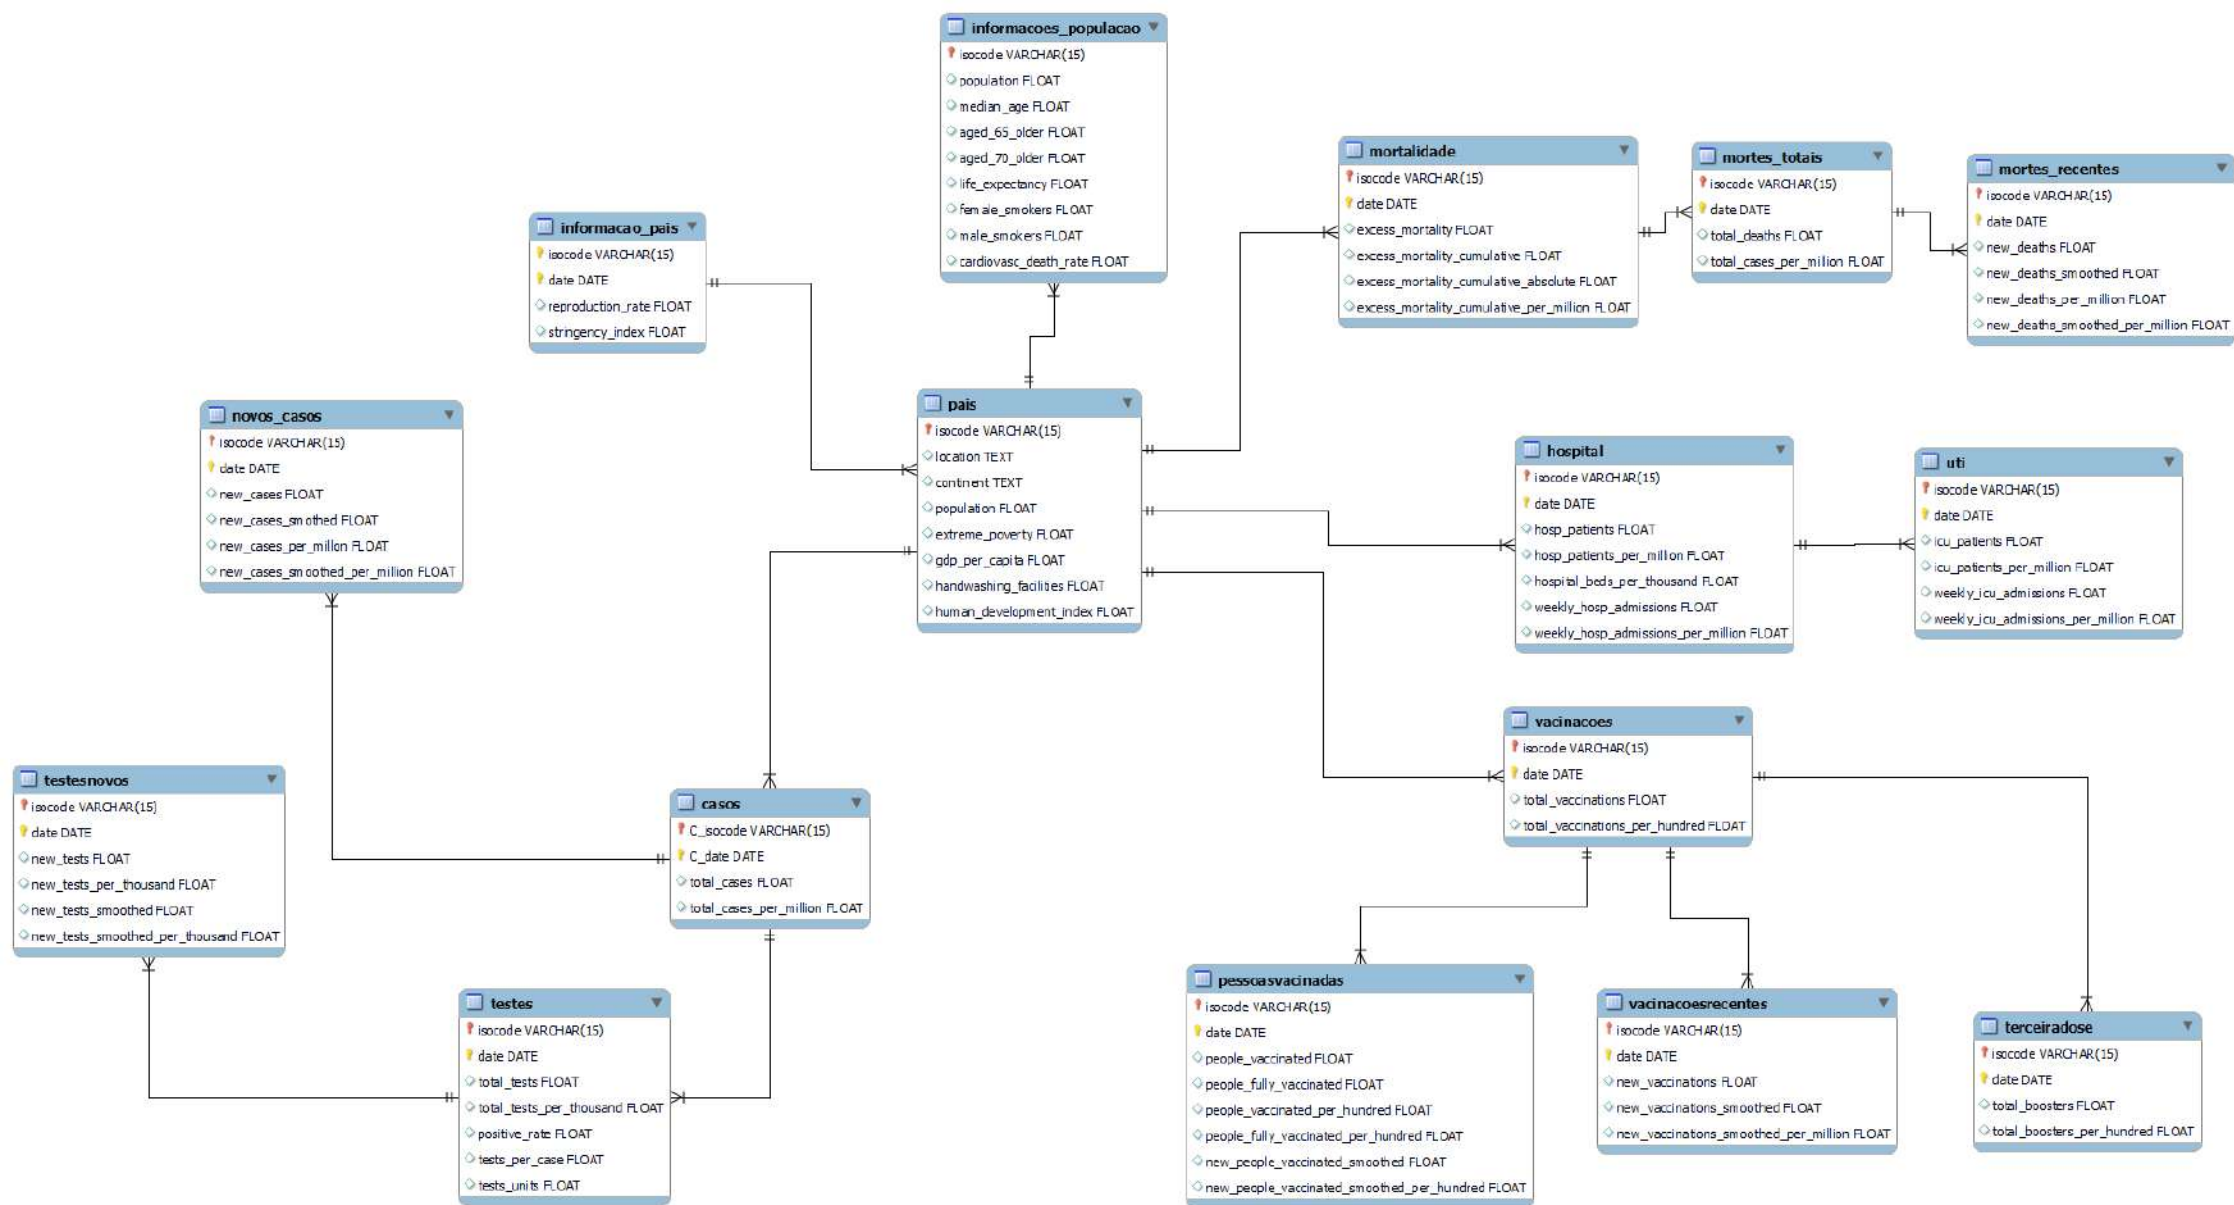 informacoes_populacao
isocode VARCHAR(15)
population FLOAT
median_age FLOAT
aged_65_older FLOAT
aged_70_older FLOAT
life_expectancy FLOAT
female_smokers FLOAT
male_smokers FLOAT
cardiovasc_death_rate FLOAT
informacao_pais
isocode VARCHAR(15)
date DATE
reproduction_rate FLOAT
stringency_index FLOAT
mortalidade
isocode VARCHAR(15)
date DATE
excess_mortality FLOAT
excess_mortality_cumulative FLOAT
excess_mortality_cumulative_absolute FLOAT
excess_mortality_cumulative_per_million FLOAT
mortes_totais
isocode VARCHAR(15)
date DATE
total_deaths FLOAT
total_cases_per_million FLOAT
mortes_recentes
isocode VARCHAR(15)
date DATE
new_deaths FLOAT
new_deaths_smoothed FLOAT
new_deaths_per_million FLOAT
new_deaths_smoothed_per_million FLOAT
novos_casos
isocode VARCHAR(15)
date DATE
new_cases FLOAT
new_cases_smothed FLOAT
new_cases_per_millon FLOAT
new_cases_smoothed_per_million FLOAT
pais
isocode VARCHAR(15)
location TEXT
continent TEXT
population FLOAT
extreme_poverty FLOAT
gdp_per_capita FLOAT
handwashing_facilities FLOAT
human_development_index FLOAT
hospital
isocode VARCHAR(15)
date DATE
hosp_patients FLOAT
hosp_patients_per_million FLOAT
hospital_beds_per_thousand FLOAT
weekly_hosp_admissions FLOAT
weekly_hosp_admissions_per_million FLOAT
uti
isocode VARCHAR(15)
date DATE
icu_patients FLOAT
icu_patients_per_million FLOAT
weekly_icu_admissions FLOAT
weekly_icu_admissions_per_million FLOAT
testesnovos
isocode VARCHAR(15)
date DATE
new_tests FLOAT
new_tests_per_thousand FLOAT
new_tests_smoothed FLOAT
new_tests_smoothed_per_thousand FLOAT
casos
C_isocode VARCHAR(15)
C_date DATE
total_cases FLOAT
total_cases_per_million FLOAT
vacinacoes
isocode VARCHAR(15)
date DATE
total_vaccinations FLOAT
total_vaccinations_per_hundred FLOAT
testes
isocode VARCHAR(15)
date DATE
total_tests FLOAT
total_tests_per_thousand FLOAT
positive_rate FLOAT
tests_per_case FLOAT
tests_units FLOAT
pessoasvacinadas
isocode VARCHAR(15)
date DATE
people_vaccinated FLOAT
people_fully_vaccinated FLOAT
people_vaccinated_per_hundred FLOAT
people_fully_vaccinated_per_hundred FLOAT
new_people_vaccinated_smoothed FLOAT
new_people_vaccinated_smoothed_per_hundred FLOAT
vacinacoesrecentes
isocode VARCHAR(15)
date DATE
new_vaccinations FLOAT
new_vaccinations_smoothed FLOAT
new_vaccinations_smoothed_per_million FLOAT
terceiradose
isocode VARCHAR(15)
date DATE
total_boosters FLOAT
total_boosters_per_hundred FLOAT